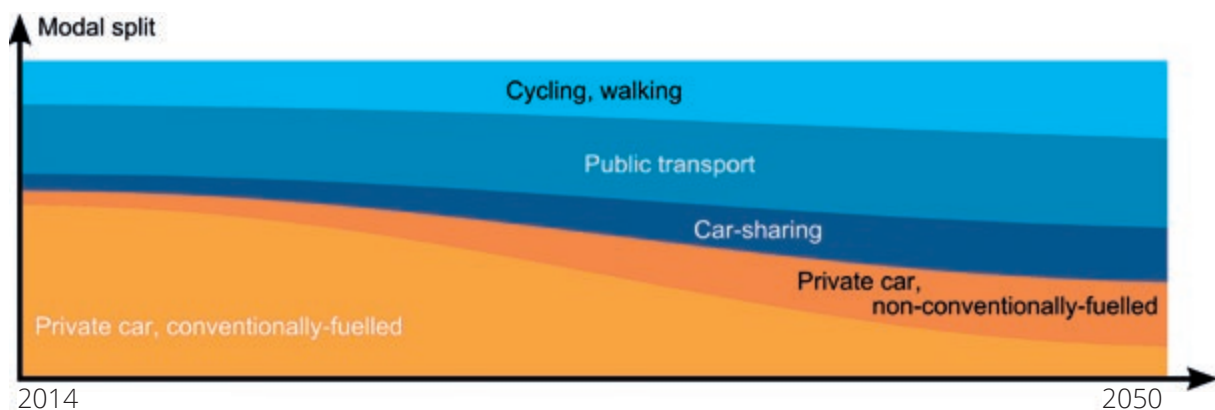 Modal split
Cycling, walking
Public transport
Car-sharing
Private car,
non-conventionally-fuelled
Private car, conventionally-fuelled
2014
2050